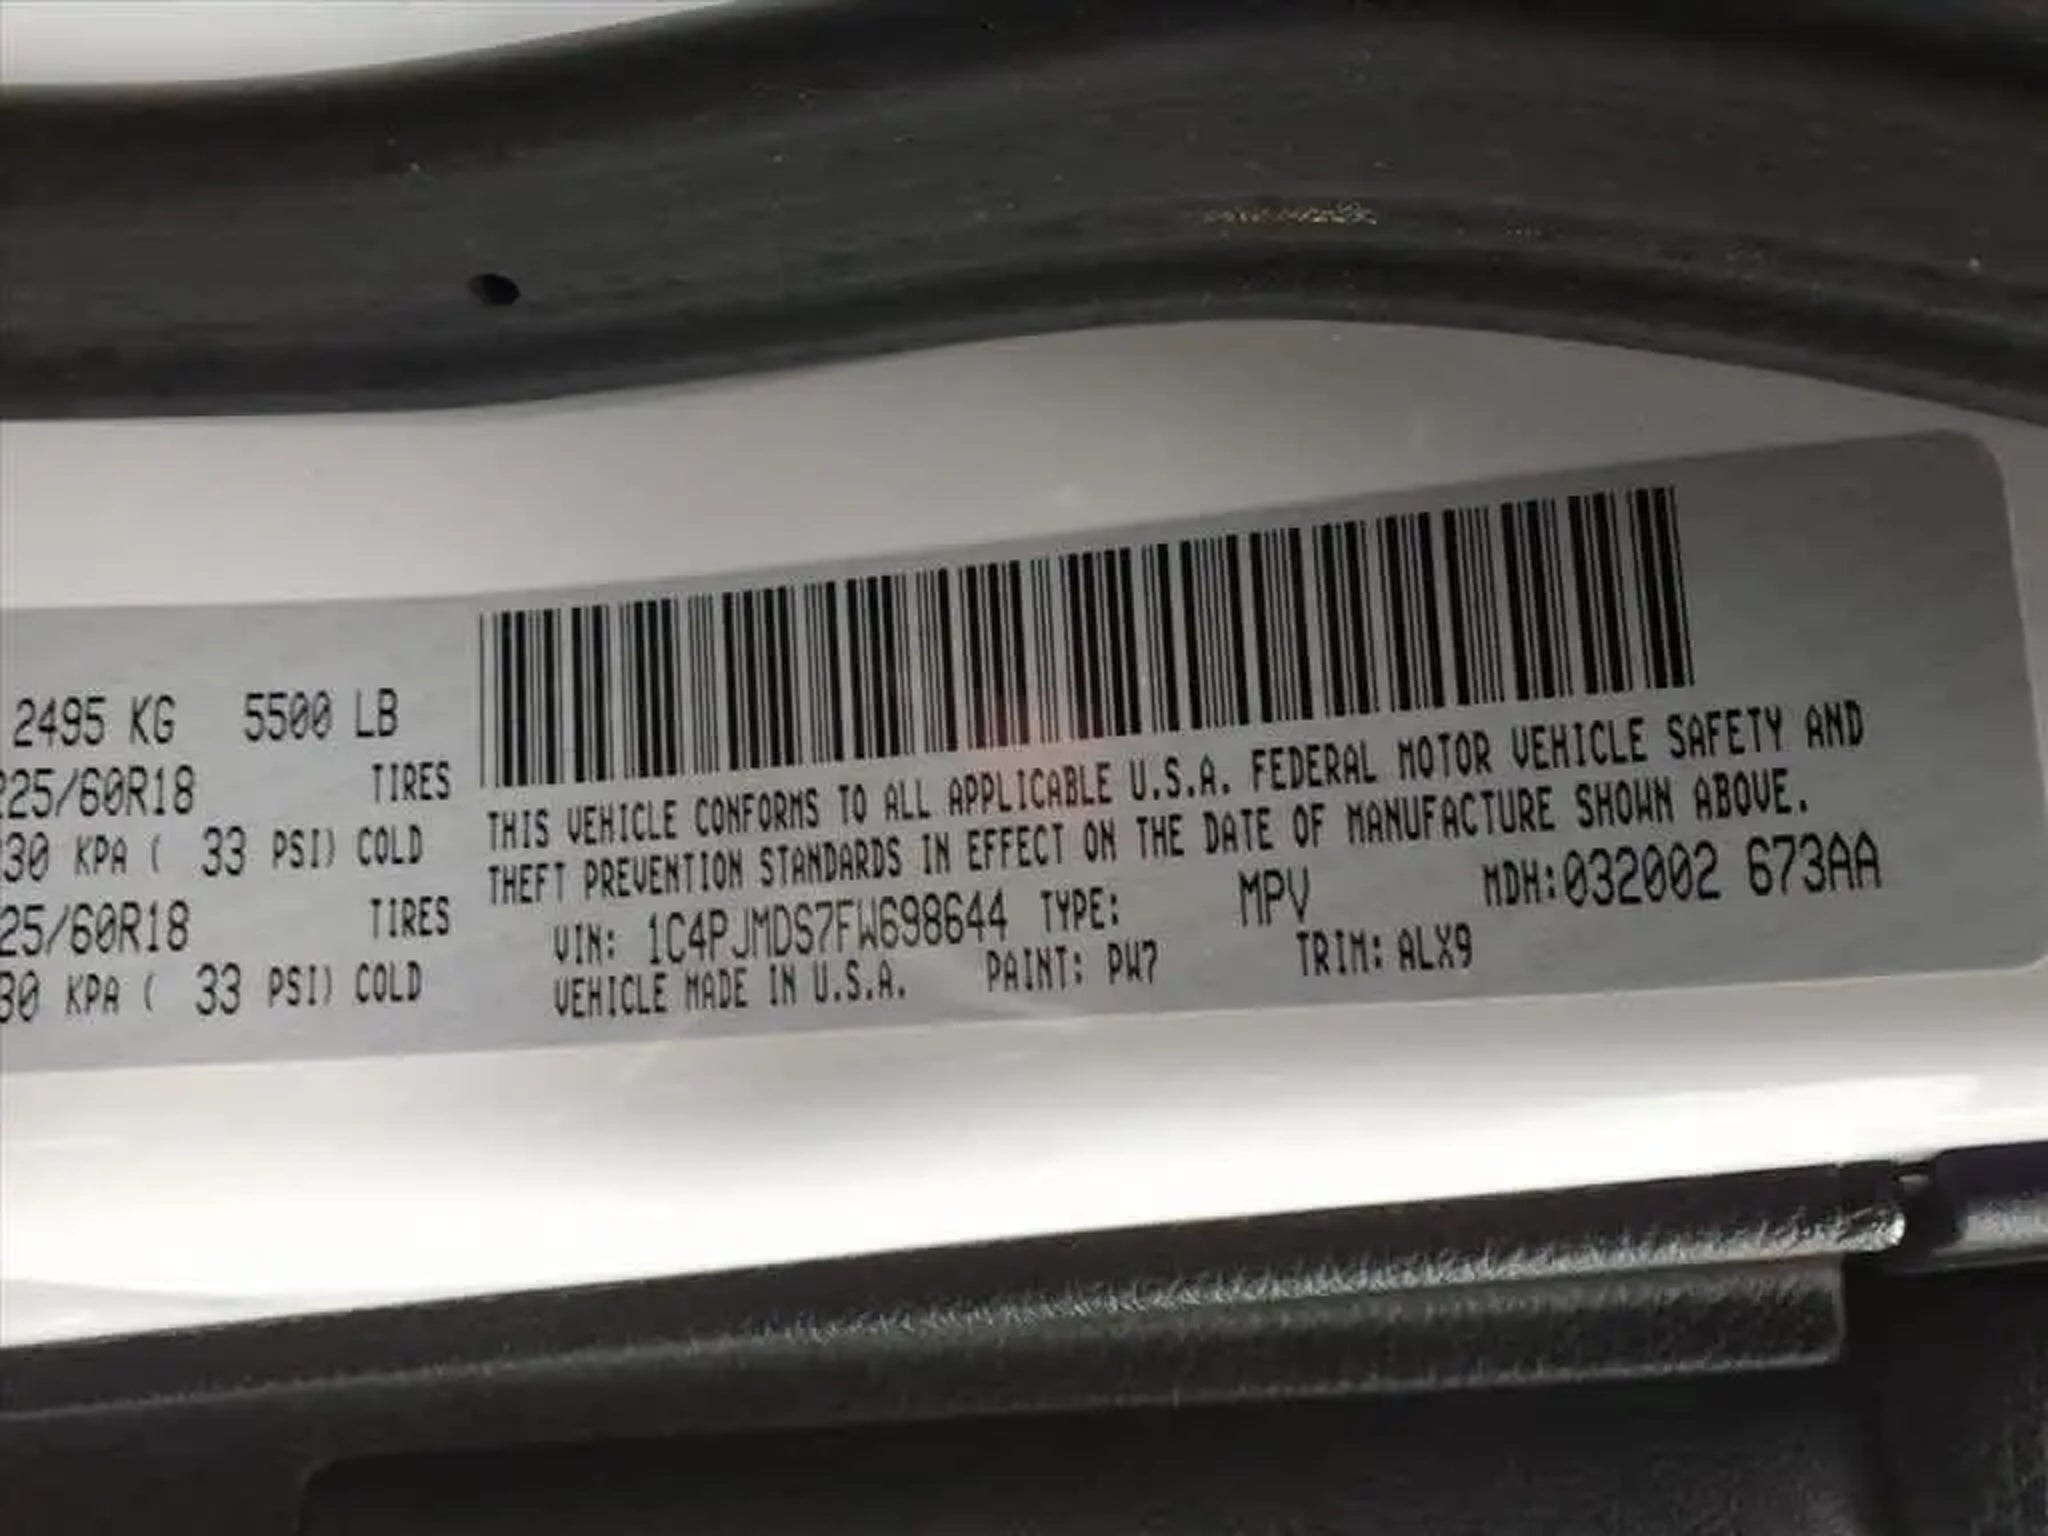 2495 KG 5500 LB
225/60R18 TIRES
30 KPA ( 33 PSI) COLD
25/60R18 TIRES
30 KPA ( 33 PSI) COLD
THIS VEHICLE CONFORMS TO ALL APPLICABLE U.S.A. FEDERAL MOTOR VEHICLE SAFETY AND
THEFT PREVENTION STANDARDS IN EFFECT ON THE DATE OF MANUFACTURE SHOWN ABOVE.
VIN: 1C4PJMDS7FW698644 TYPE: MPV MDH:032002 673AA
VEHICLE MADE IN U.S.A. PAINT: PW7 TRIM: ALX9